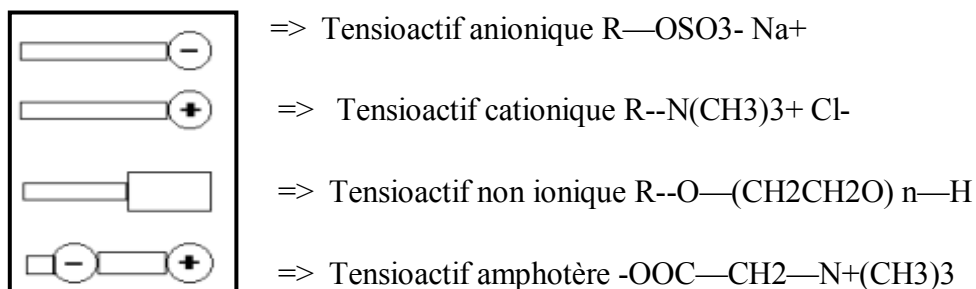 => Tensioactif anionique R—OSO3- Na+
=> Tensioactif cationique R--N(CH3)3+ Cl-
=> Tensioactif non ionique R--O—(CH2CH2O) n—H
=> Tensioactif amphotère -OOC—CH2—N+(CH3)3